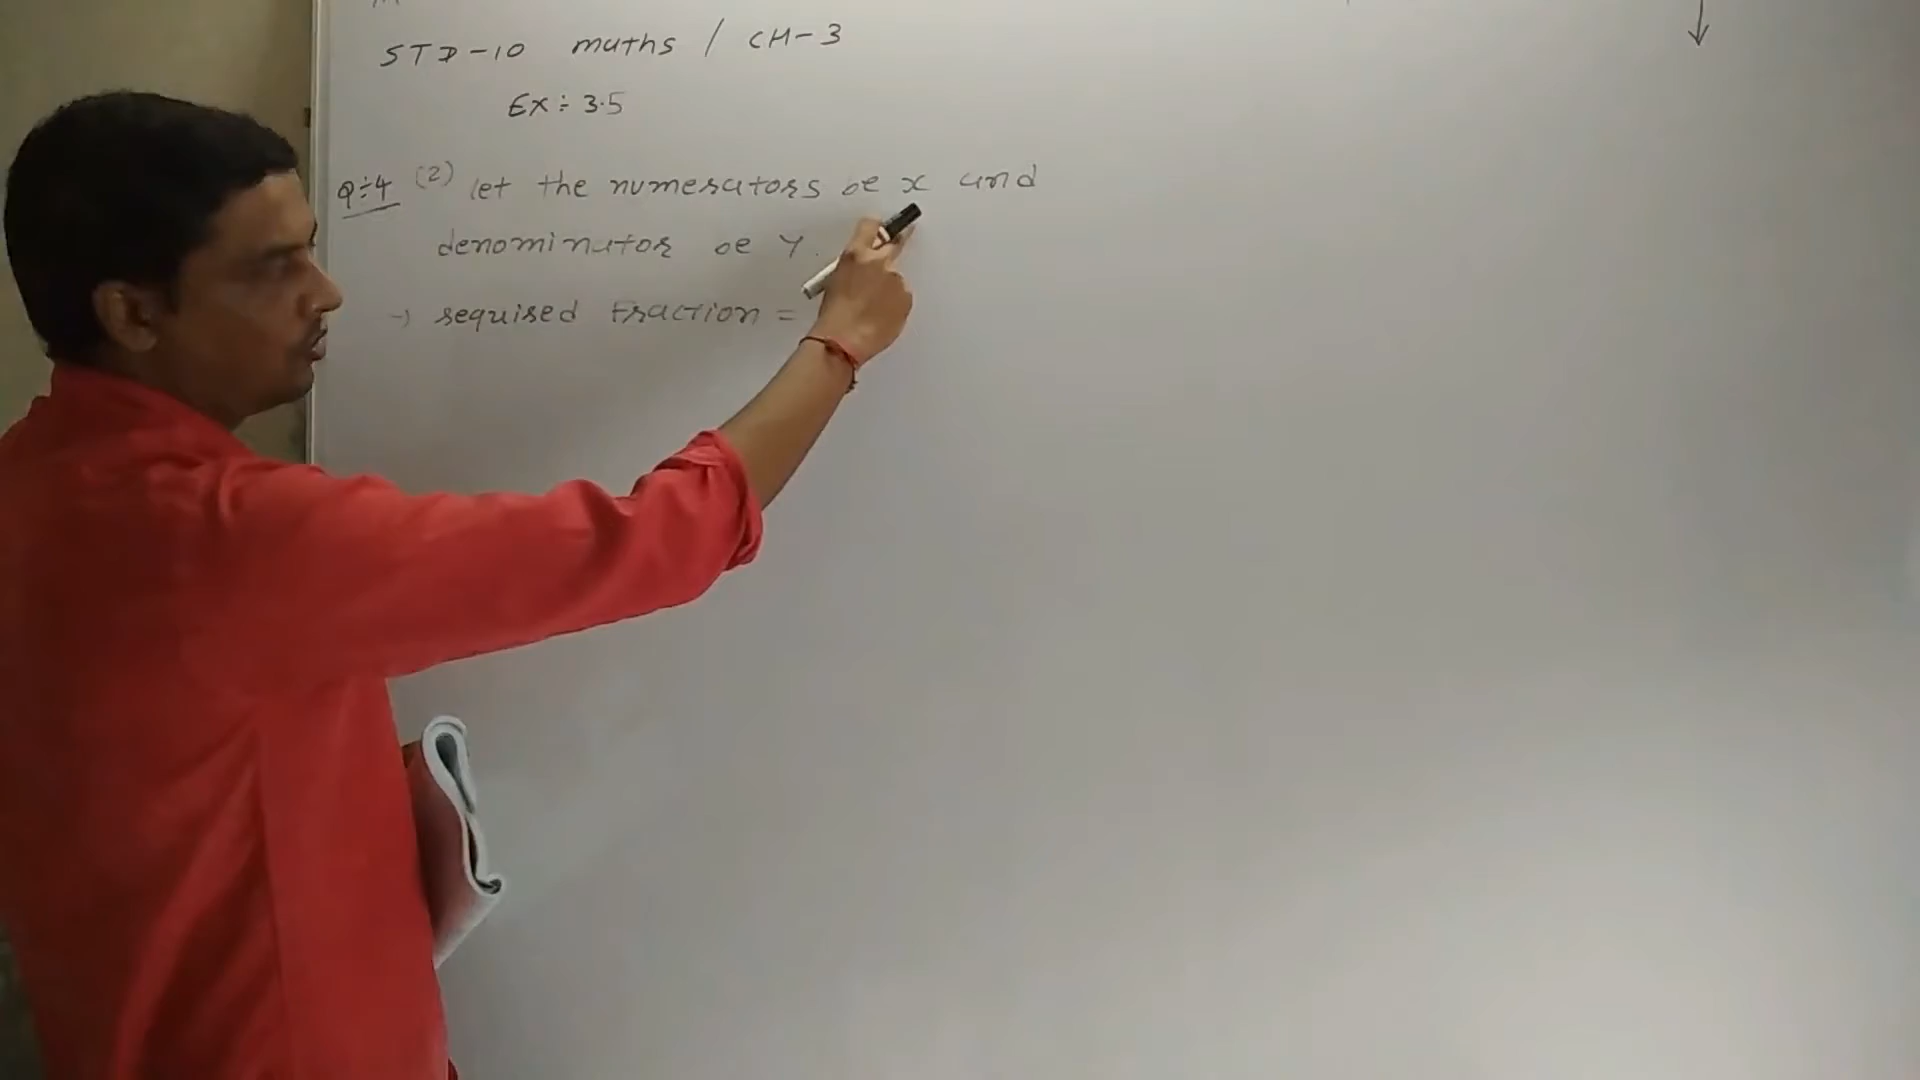 STD-10 maths / CH-3
Ex÷ 3.5
Q÷4 (2) let the numerators be x and
denominator be y.
→ required fraction =